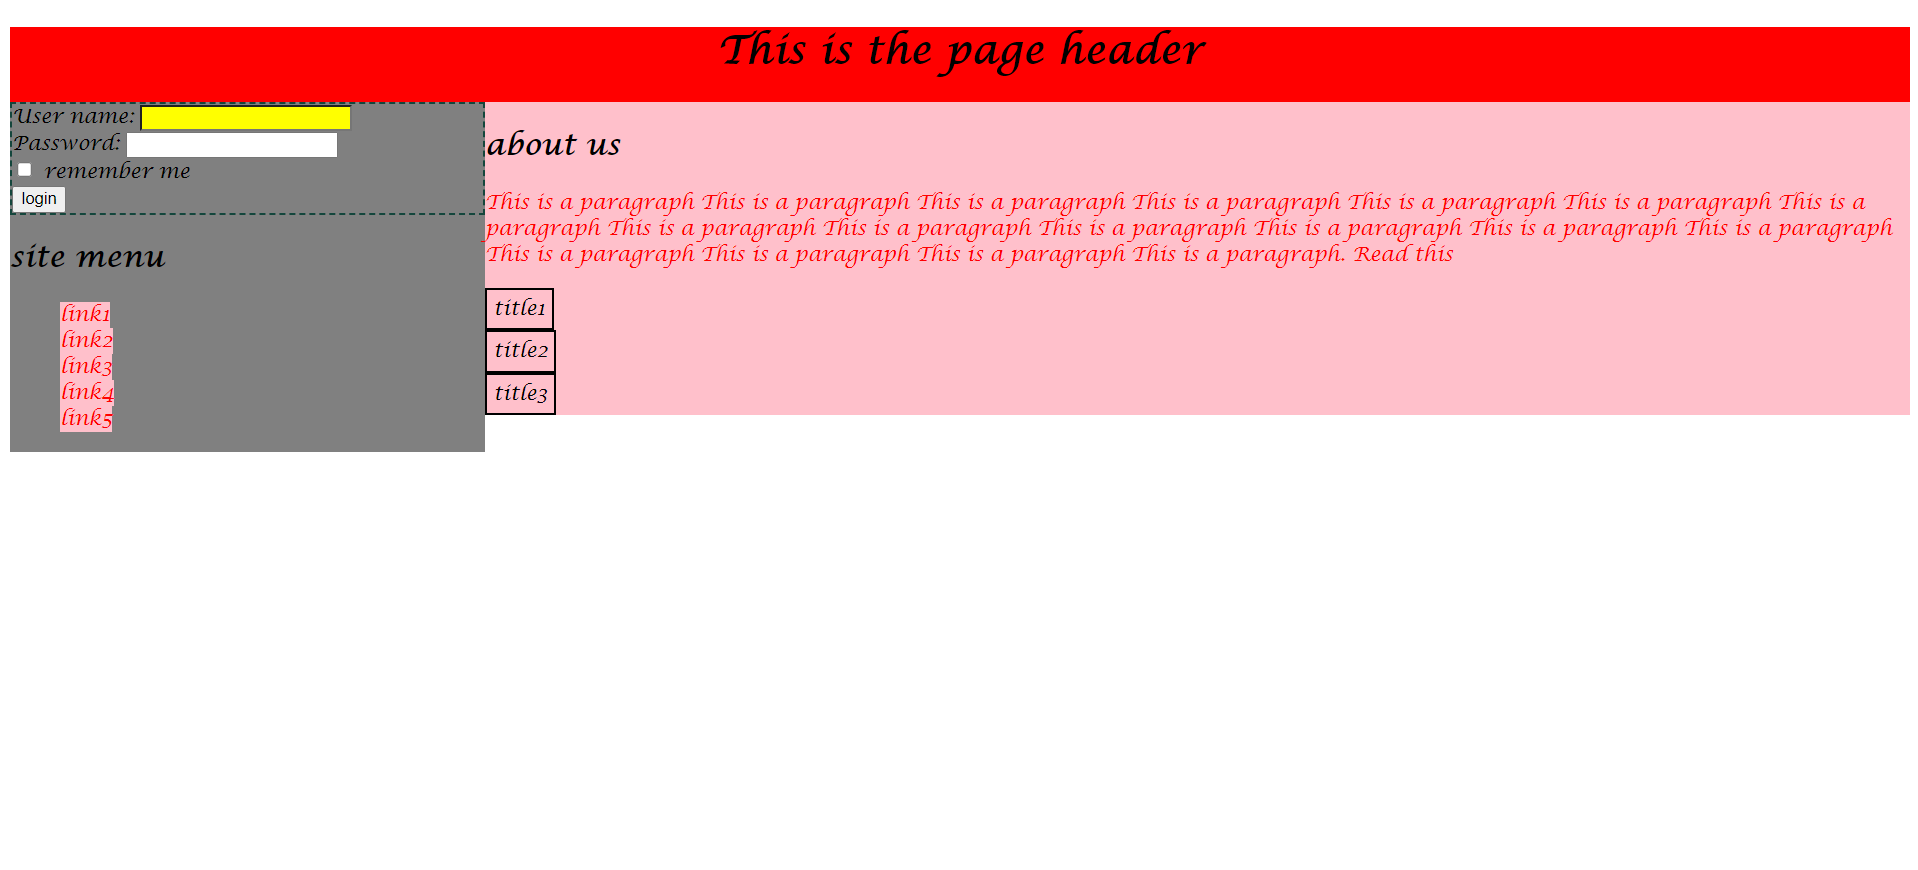 This is the page header
User name:
Password:
remember me
login
site menu
link1
link2
link3
link4
link5
about us
This is a paragraph This is a paragraph This is a paragraph This is a paragraph This is a paragraph This is a paragraph This is a
paragraph This is a paragraph This is a paragraph This is a paragraph This is a paragraph This is a paragraph This is a paragraph
This is a paragraph This is a paragraph This is a paragraph This is a paragraph. Read this
title1
title2
title3